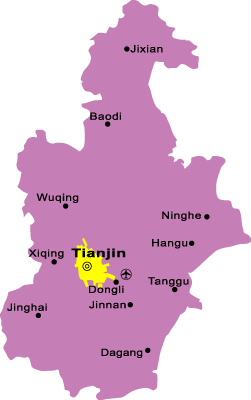 Jixian
Baodi
Wuqing
Ninghe
Hangu
Xiqing
Tianjin
Tanggu
Dongli
Jinnan
Jinghai
Dagang